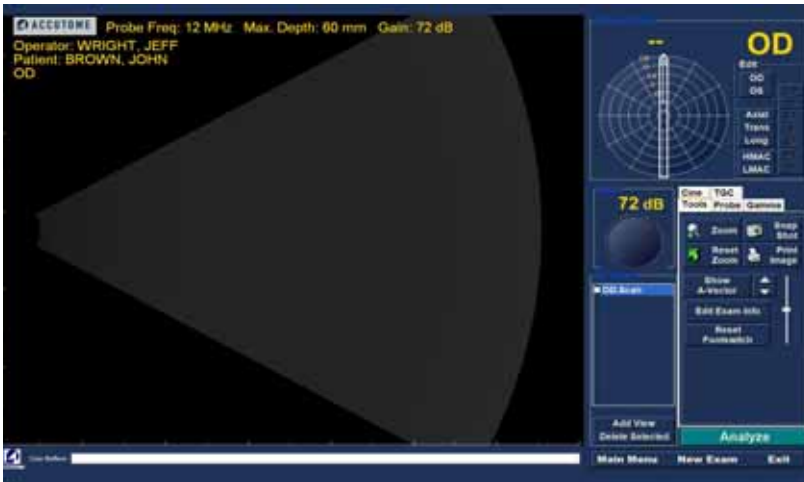 ACCUTOME Probe Freq: 12 MHz Max. Depth: 60 mm Gain: 72 dB
Operator: WRIGHT, JEFF
Patient: BROWN, JOHN
OD
--
OD
Edit
OD
OS
Axial
Trans
Long
HMAC
LMAC
72 dB
Cine TGC
Tools Probe Gamma
Zoom
Snap Shot
Reset Zoom
Print Image
Show A-Vector
Edit Exam Info
Reset Footswitch
OD Scan
Add View
Delete Selected
Analyze
Cine Buffer:
Main Menu New Exam Exit